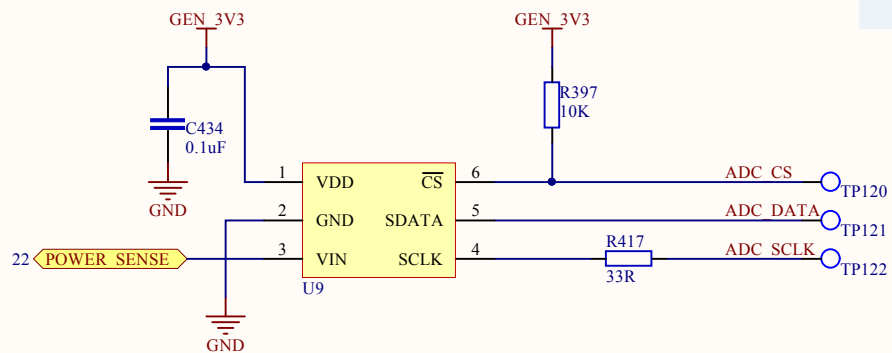 GEN_3V3
GEN_3V3
C434
0.1uF
R397
10K
GND
1
VDD
CS
6
ADC_CS
TP120
2
GND
SDATA
5
ADC_DATA
TP121
22
POWER_SENSE
3
VIN
SCLK
4
R417
33R
ADC_SCLK
TP122
U9
GND